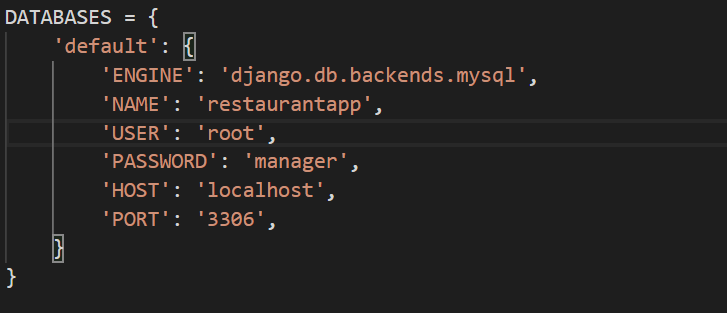 DATABASES = {
    'default': {
        'ENGINE': 'django.db.backends.mysql',
        'NAME': 'restaurantapp',
        'USER': 'root',
        'PASSWORD': 'manager',
        'HOST': 'localhost',
        'PORT': '3306',
    }
}